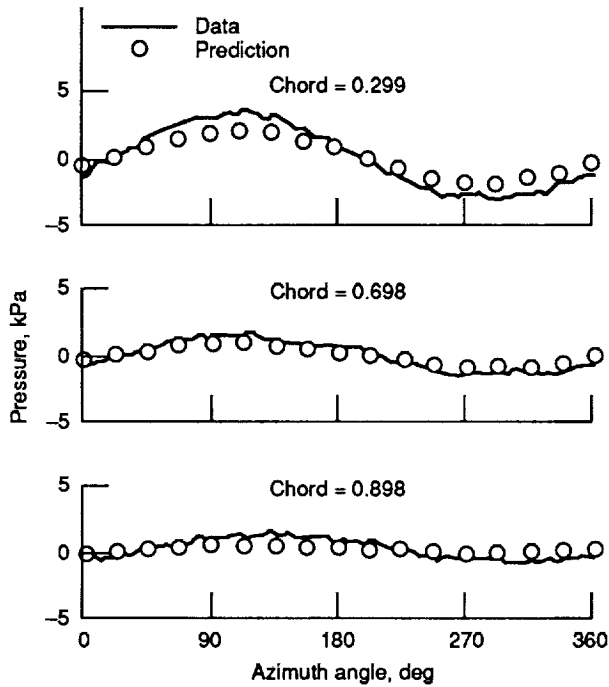 Data
Prediction
Chord = 0.299
5
0
−5
Chord = 0.698
5
0
−5
Pressure, kPa
Chord = 0.898
5
0
−5
0 90 180 270 360
Azimuth angle, deg